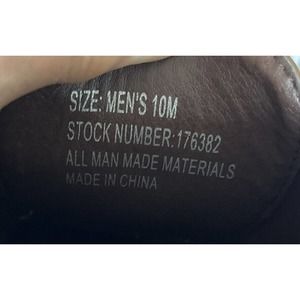 SIZE: MEN'S 10M
STOCK NUMBER:176382
ALL MAN MADE MATERIALS
MADE IN CHINA